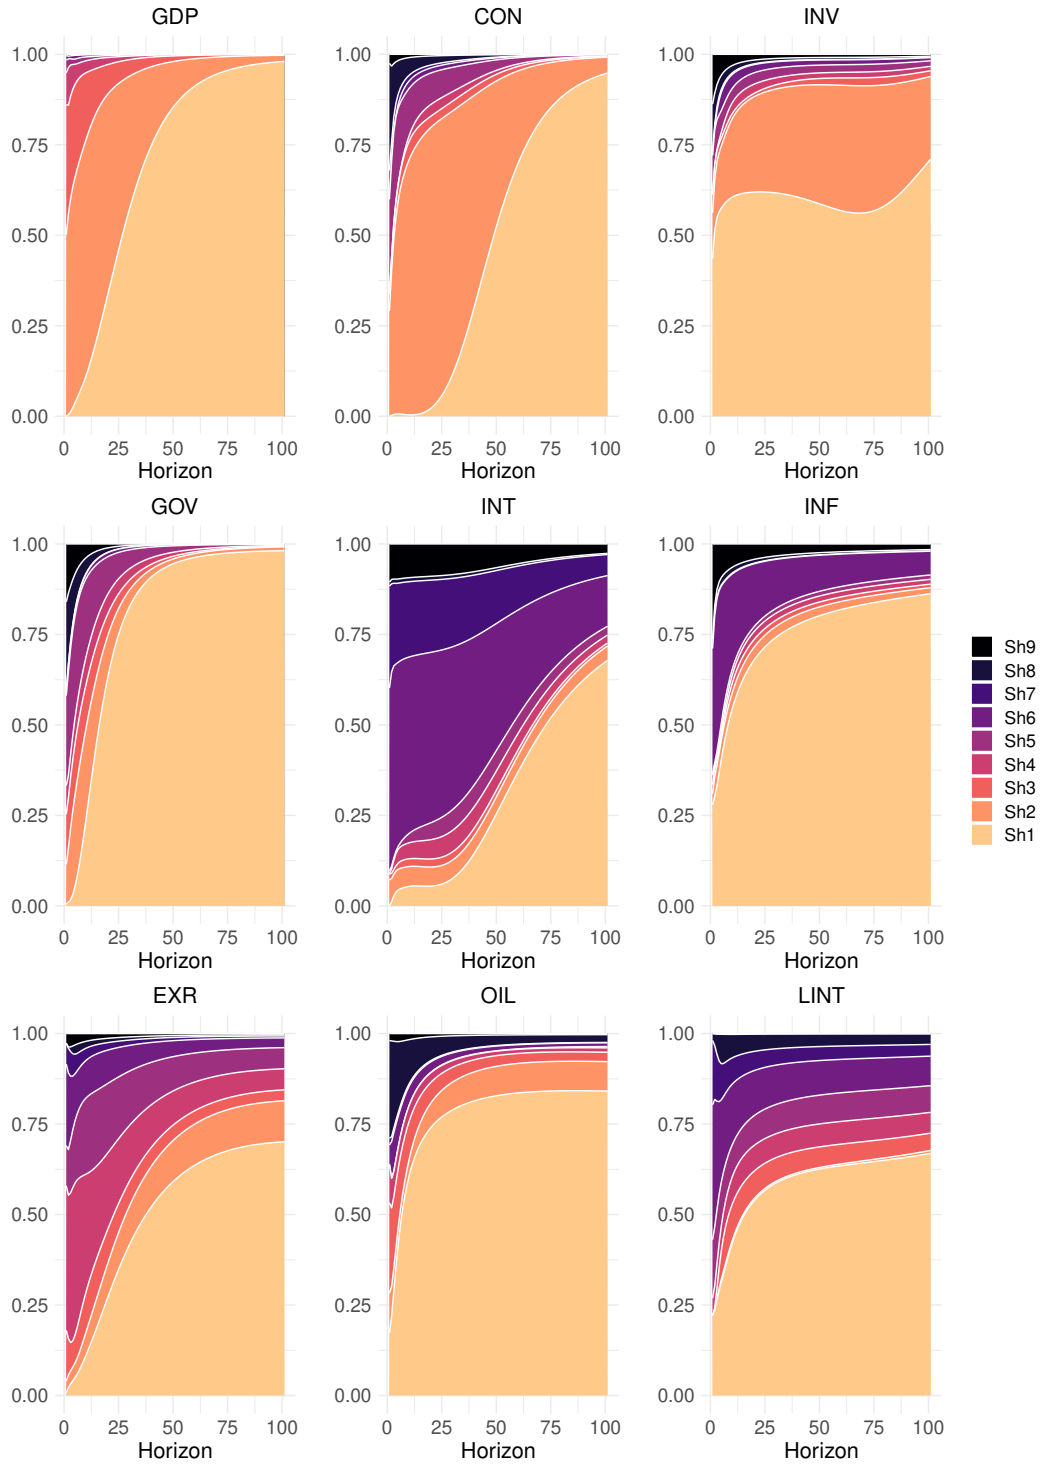 GDP CON INV
1.00 1.00 1.00
0.75 0.75 0.75
0.50 0.50 0.50
0.25 0.25 0.25
0.00 0.00 0.00
0 25 50 75 100 0 25 50 75 100 0 25 50 75 100
Horizon Horizon Horizon
GOV INT INF
1.00 1.00 1.00
0.75 0.75 0.75
0.50 0.50 0.50
0.25 0.25 0.25
0.00 0.00 0.00
0 25 50 75 100 0 25 50 75 100 0 25 50 75 100
Horizon Horizon Horizon
Sh9
Sh8
Sh7
Sh6
Sh5
Sh4
Sh3
Sh2
Sh1
EXR OIL LINT
1.00 1.00 1.00
0.75 0.75 0.75
0.50 0.50 0.50
0.25 0.25 0.25
0.00 0.00 0.00
0 25 50 75 100 0 25 50 75 100 0 25 50 75 100
Horizon Horizon Horizon